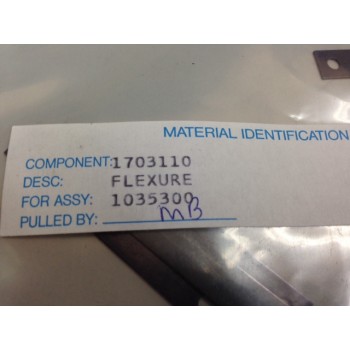 MATERIAL IDENTIFICATION
COMPONENT: 1703110
DESC: FLEXURE
FOR ASSY: 1035300
PULLED BY: MB